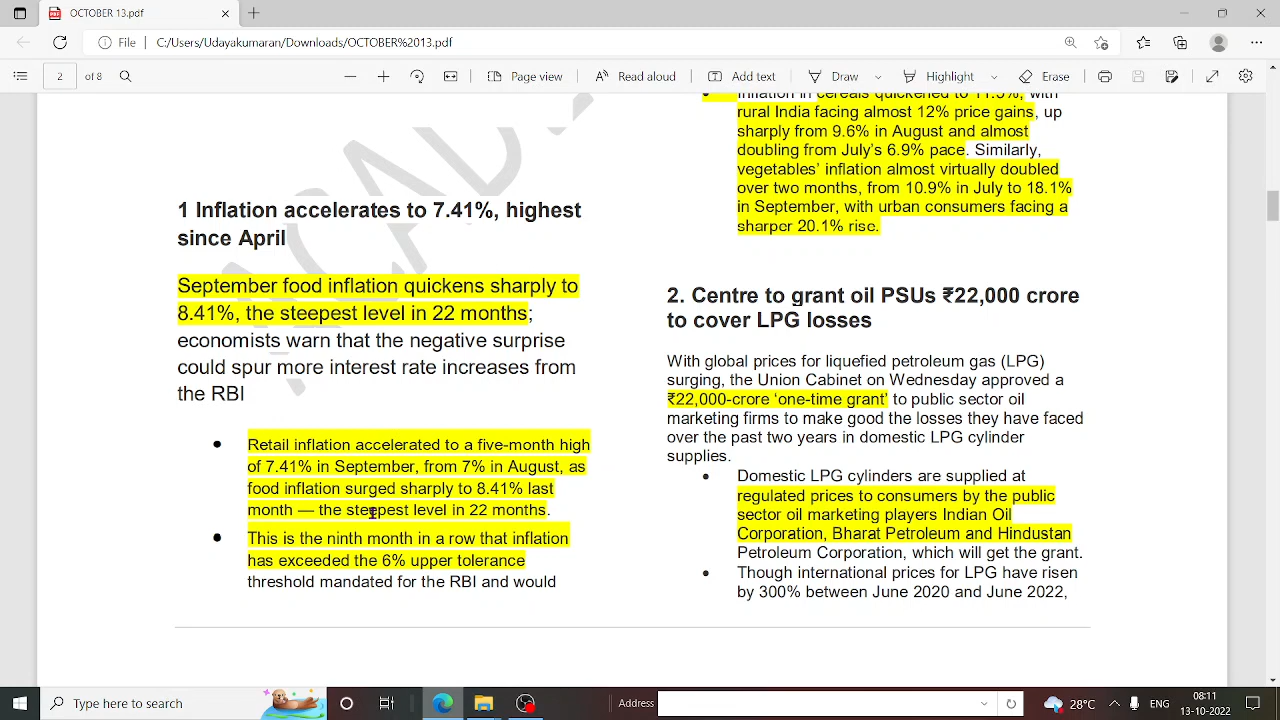 OCTOBER 13.pdf
File
C:/Users/Udayakumaran/Downloads/OCTOBER%2013.pdf
2
of 8
Page view
Read aloud
Add text
Draw
Highlight
Erase
ACADE
1 Inflation accelerates to 7.41%, highest
since April
September food inflation quickens sharply to
8.41%, the steepest level in 22 months;
economists warn that the negative surprise
could spur more interest rate increases from
the RBI
• Retail inflation accelerated to a five-month high
of 7.41% in September, from 7% in August, as
food inflation surged sharply to 8.41% last
month — the steepest level in 22 months.
• This is the ninth month in a row that inflation
has exceeded the 6% upper tolerance
threshold mandated for the RBI and would
• Inflation in cereals quickened to 11.5%, with
rural India facing almost 12% price gains, up
sharply from 9.6% in August and almost
doubling from July’s 6.9% pace. Similarly,
vegetables’ inflation almost virtually doubled
over two months, from 10.9% in July to 18.1%
in September, with urban consumers facing a
sharper 20.1% rise.
2. Centre to grant oil PSUs ₹22,000 crore
to cover LPG losses
With global prices for liquefied petroleum gas (LPG)
surging, the Union Cabinet on Wednesday approved a
₹22,000-crore ‘one-time grant’ to public sector oil
marketing firms to make good the losses they have faced
over the past two years in domestic LPG cylinder
supplies.
• Domestic LPG cylinders are supplied at
regulated prices to consumers by the public
sector oil marketing players Indian Oil
Corporation, Bharat Petroleum and Hindustan
Petroleum Corporation, which will get the grant.
• Though international prices for LPG have risen
by 300% between June 2020 and June 2022,
Type here to search
Address
28°C
ENG
08:11
13-10-2022